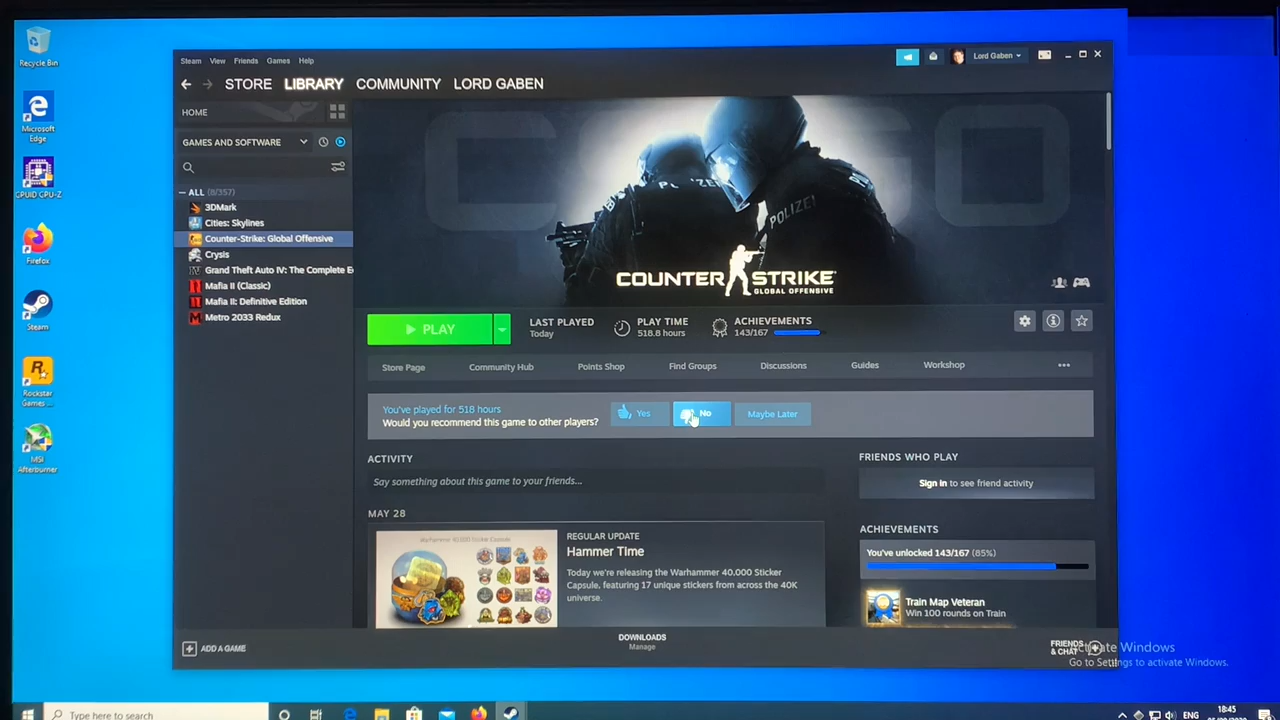 Recycle Bin
Microsoft
Edge
CPUID CPU-Z
Firefox
Steam
Rockstar
Games ...
MSI
Afterburner
Steam View Friends Games Help
Lord Gaben
STORE LIBRARY COMMUNITY LORD GABEN
HOME
GAMES AND SOFTWARE
ALL (8/357)
3DMark
Cities: Skylines
Counter-Strike: Global Offensive
Crysis
Grand Theft Auto IV: The Complete E
Mafia II (Classic)
Mafia II: Definitive Edition
Metro 2033 Redux
POLIZEI
COUNTER STRIKE
GLOBAL OFFENSIVE
PLAY
LAST PLAYED
Today
PLAY TIME
518.8 hours
ACHIEVEMENTS
143/167
Store Page Community Hub Points Shop Find Groups Discussions Guides Workshop ...
You've played for 518 hours
Would you recommend this game to other players?
Yes No Maybe Later
ACTIVITY
Say something about this game to your friends...
MAY 28
REGULAR UPDATE
Hammer Time
Today we're releasing the Warhammer 40,000 Sticker
Capsule, featuring 17 unique stickers from across the 40K
universe.
FRIENDS WHO PLAY
Sign in to see friend activity
ACHIEVEMENTS
You've unlocked 143/167 (85%)
Train Map Veteran
Win 100 rounds on Train
ADD A GAME
DOWNLOADS
Manage
FRIENDS
& CHAT
Windows
Go to Settings to activate Windows.
Type here to search
ENG
18:45